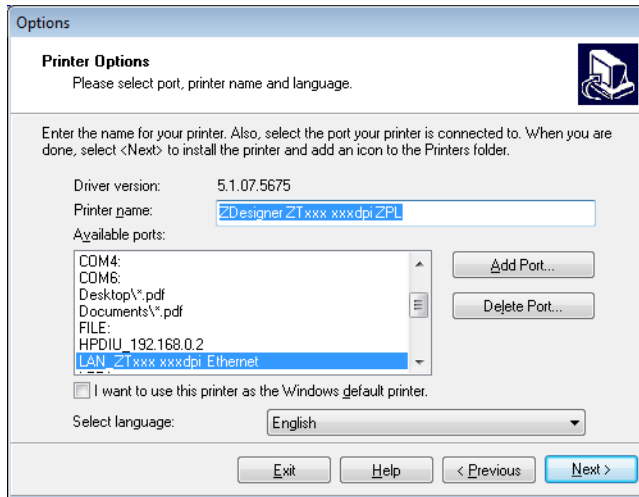 Options
Printer Options
Please select port, printer name and language.
Enter the name for your printer. Also, select the port your printer is connected to. When you are
done, select <Next> to install the printer and add an icon to the Printers folder.
Driver version: 5.1.07.5675
Printer name: ZDesigner ZTxxx xxxdpi ZPL
Available ports:
COM4:
COM6:
Desktop\*.pdf
Documents\*.pdf
FILE:
HPDIU_192.168.0.2
LAN_ZTxxx xxxdpi Ethernet
Add Port...
Delete Port...
I want to use this printer as the Windows default printer.
Select language: English
Exit Help < Previous Next >